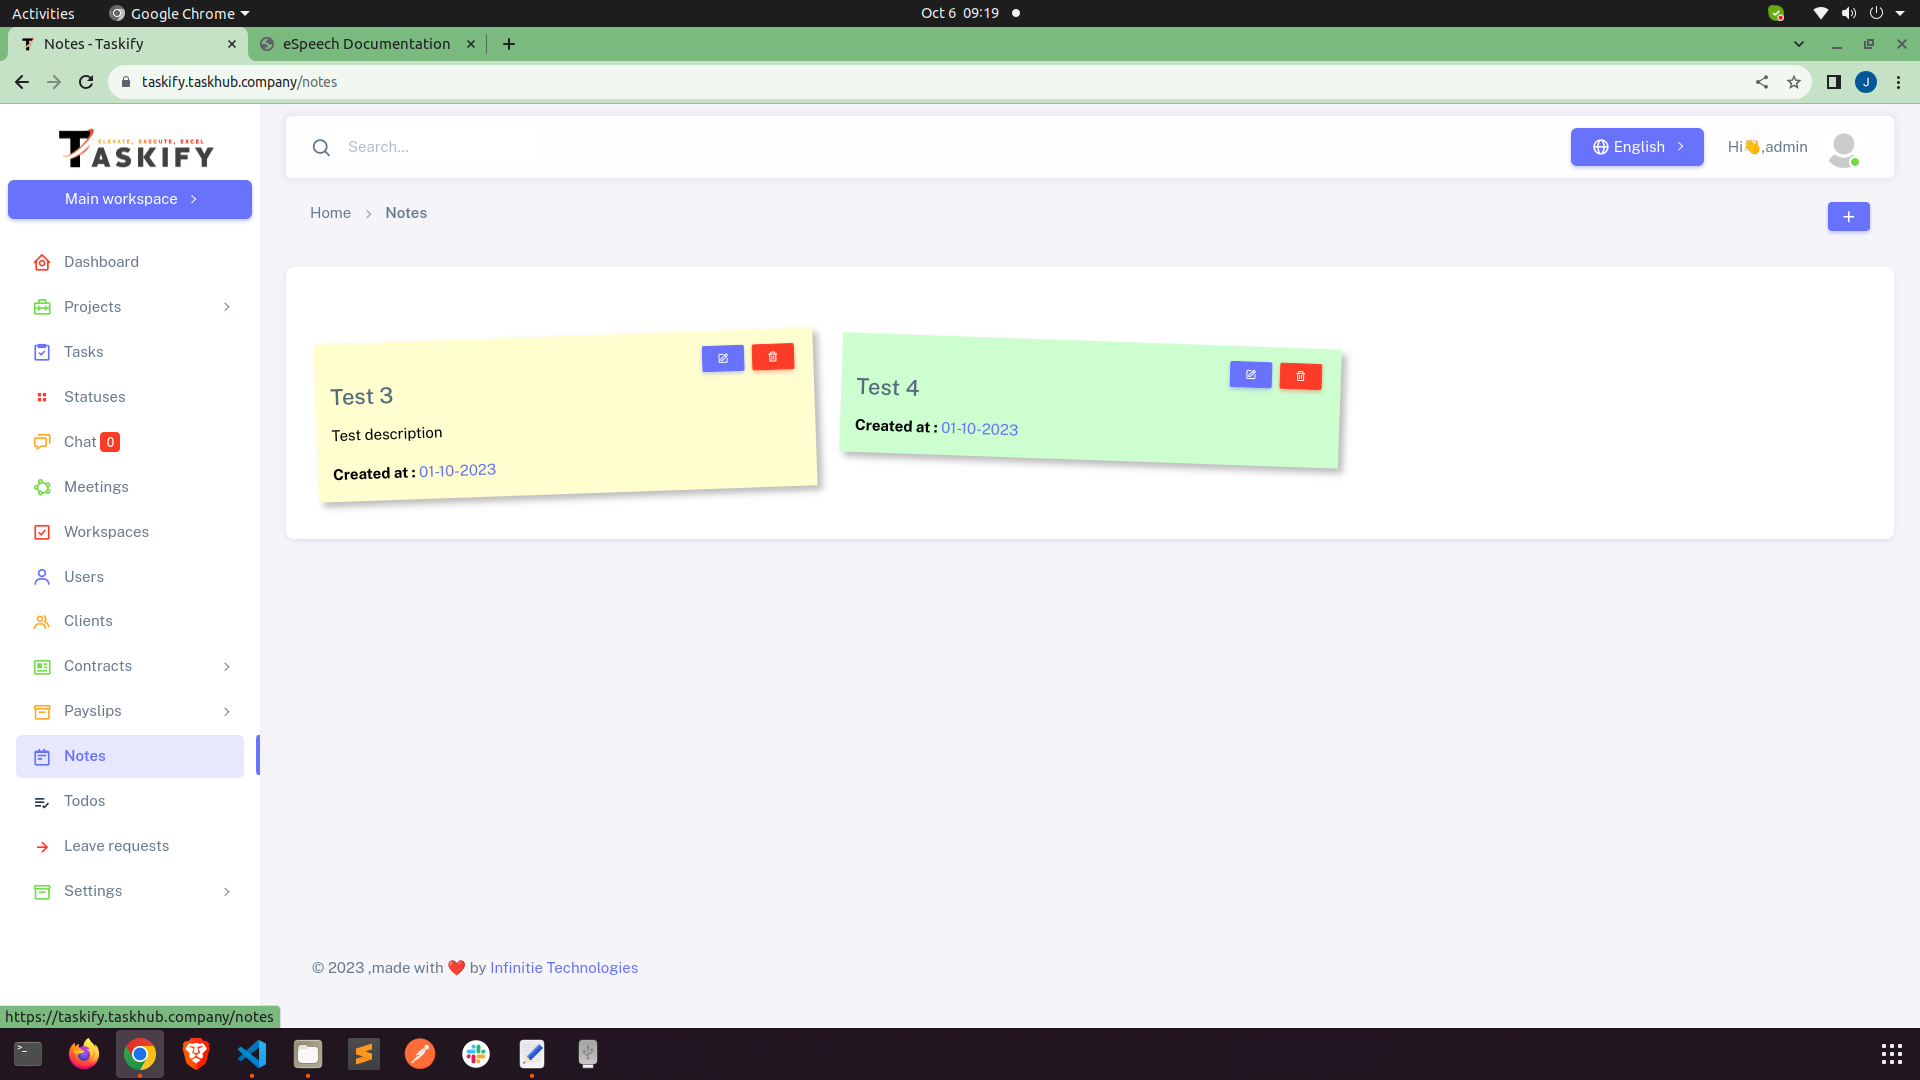 Activities
Google Chrome
Oct 6 09:19
Notes - Taskify
eSpeech Documentation
taskify.taskhub.company/notes
J
ELEVATE, EXECUTE, EXCEL
TASKIFY
Main workspace
Dashboard
Projects
Tasks
Statuses
Chat 0
Meetings
Workspaces
Users
Clients
Contracts
Payslips
Notes
Todos
Leave requests
Settings
Search...
English
Hi👋,admin
Home > Notes
+
Test 3
Test description
Created at : 01-10-2023
Test 4
Created at : 01-10-2023
© 2023 ,made with ❤️ by Infinitie Technologies
https://taskify.taskhub.company/notes